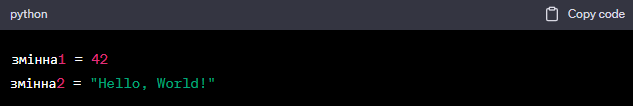 python Copy code
змінна1 = 42
змінна2 = "Hello, World!"